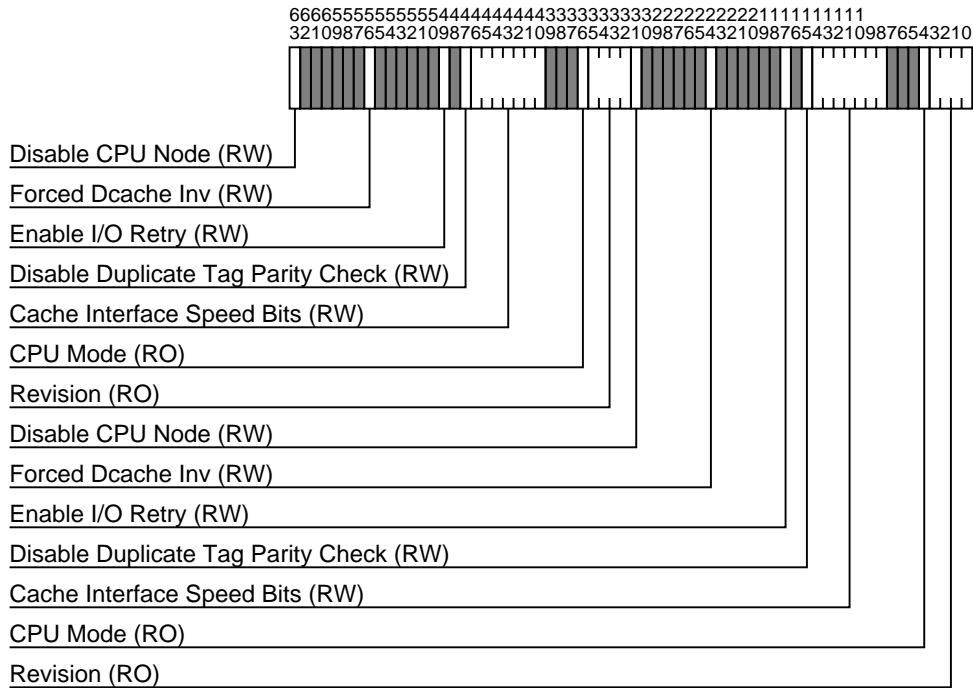 666655555555554444444444333333333322222222221111111111
3210987654321098765432109876543210987654321098765432109876543210
Disable CPU Node (RW)
Forced Dcache Inv (RW)
Enable I/O Retry (RW)
Disable Duplicate Tag Parity Check (RW)
Cache Interface Speed Bits (RW)
CPU Mode (RO)
Revision (RO)
Disable CPU Node (RW)
Forced Dcache Inv (RW)
Enable I/O Retry (RW)
Disable Duplicate Tag Parity Check (RW)
Cache Interface Speed Bits (RW)
CPU Mode (RO)
Revision (RO)